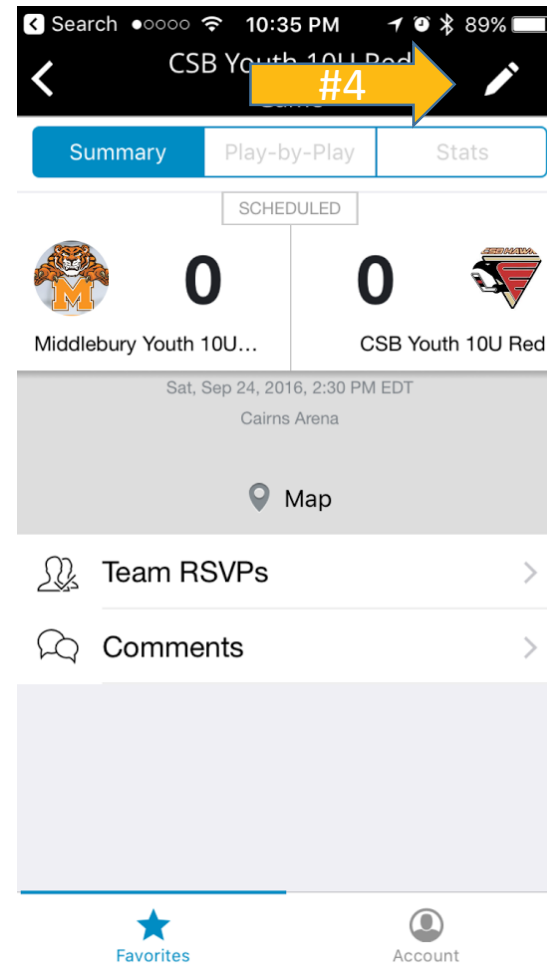 Search 10:35 PM 89%
CSB Youth 10U Red
#4
Summary Play-by-Play Stats
SCHEDULED
0 0
M
Middlebury Youth 10U... CSB Youth 10U Red
Sat, Sep 24, 2016, 2:30 PM EDT
Cairns Arena
Map
Team RSVPs
Comments
Favorites Account